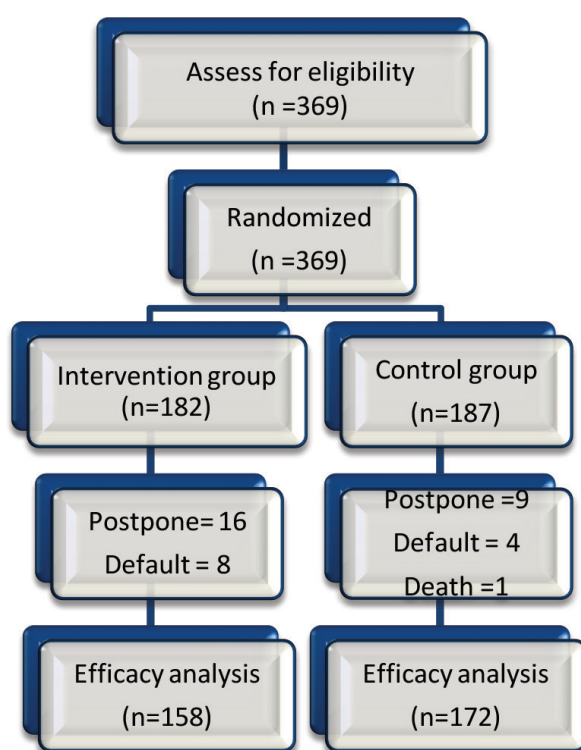 Assess for eligibility
(n =369)
Randomized
(n =369)
Intervention group
(n=182)
Control group
(n=187)
Postpone= 16
Default = 8
Postpone =9
Default = 4
Death =1
Efficacy analysis
(n=158)
Efficacy analysis
(n=172)